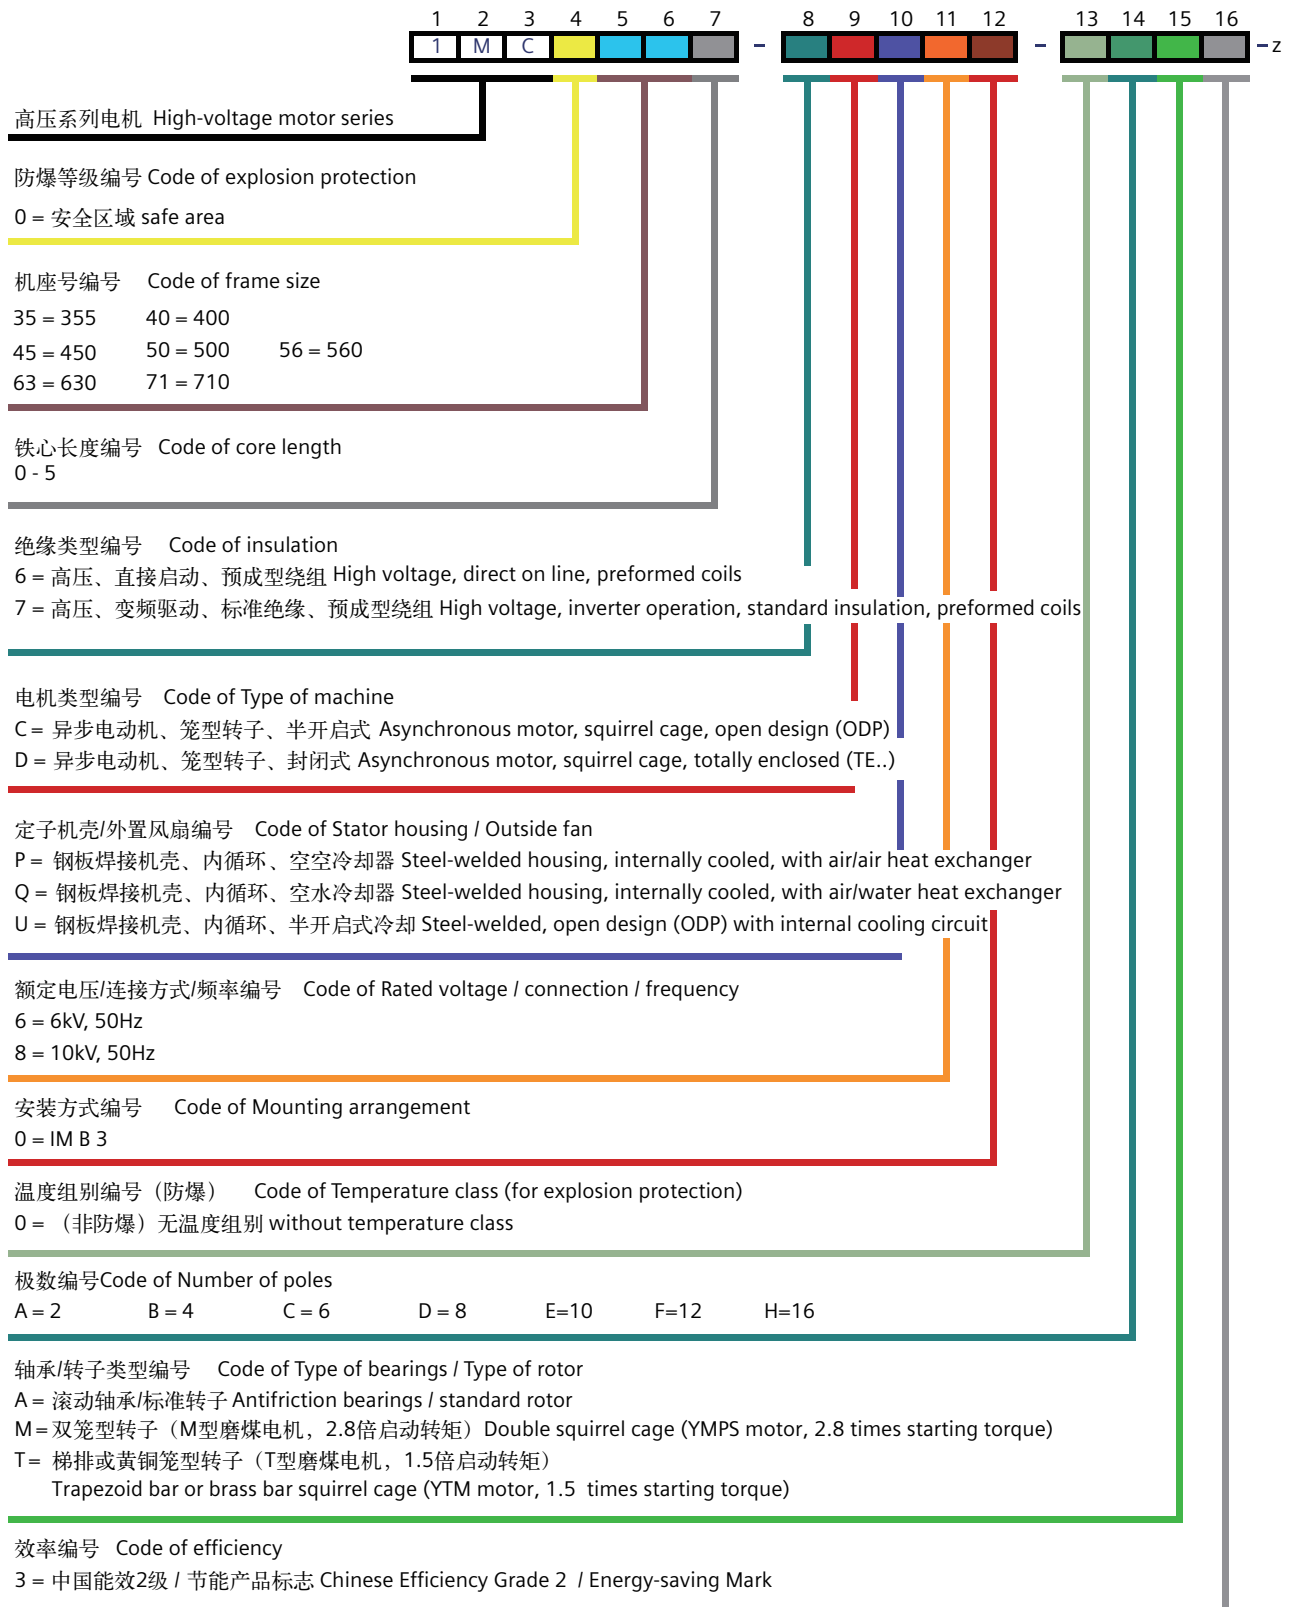 1 2 3 4 5 6 7 8 9 10 11 12 13 14 15 16
1 M C - - - z
高压系列电机 High-voltage motor series
防爆等级编号 Code of explosion protection
0 = 安全区域 safe area
机座号编号 Code of frame size
35 = 355 40 = 400
45 = 450 50 = 500 56 = 560
63 = 630 71 = 710
铁心长度编号 Code of core length
0 - 5
绝缘类型编号 Code of insulation
6 = 高压、直接启动、预成型绕组 High voltage, direct on line, preformed coils
7 = 高压、变频驱动、标准绝缘、预成型绕组 High voltage, inverter operation, standard insulation, preformed coils
电机类型编号 Code of Type of machine
C = 异步电动机、笼型转子、半开启式 Asynchronous motor, squirrel cage, open design (ODP)
D = 异步电动机、笼型转子、封闭式 Asynchronous motor, squirrel cage, totally enclosed (TE..)
定子机壳/外置风扇编号 Code of Stator housing / Outside fan
P = 钢板焊接机壳、内循环、空空冷却器 Steel-welded housing, internally cooled, with air/air heat exchanger
Q = 钢板焊接机壳、内循环、空水冷却器 Steel-welded housing, internally cooled, with air/water heat exchanger
U = 钢板焊接机壳、内循环、半开启式冷却 Steel-welded, open design (ODP) with internal cooling circuit
额定电压/连接方式/频率编号 Code of Rated voltage / connection / frequency
6 = 6kV, 50Hz
8 = 10kV, 50Hz
安装方式编号 Code of Mounting arrangement
0 = IM B 3
温度组别编号（防爆） Code of Temperature class (for explosion protection)
0 = （非防爆）无温度组别 without temperature class
极数编号Code of Number of poles
A = 2 B = 4 C = 6 D = 8 E=10 F=12 H=16
轴承/转子类型编号 Code of Type of bearings / Type of rotor
A = 滚动轴承/标准转子 Antifriction bearings / standard rotor
M= 双笼型转子（M型磨煤电机，2.8倍启动转矩）Double squirrel cage (YMPS motor, 2.8 times starting torque)
T= 梯排或黄铜笼型转子（T型磨煤电机，1.5倍启动转矩）
Trapezoid bar or brass bar squirrel cage (YTM motor, 1.5 times starting torque)
效率编号 Code of efficiency
3 = 中国能效2级 / 节能产品标志 Chinese Efficiency Grade 2 / Energy-saving Mark